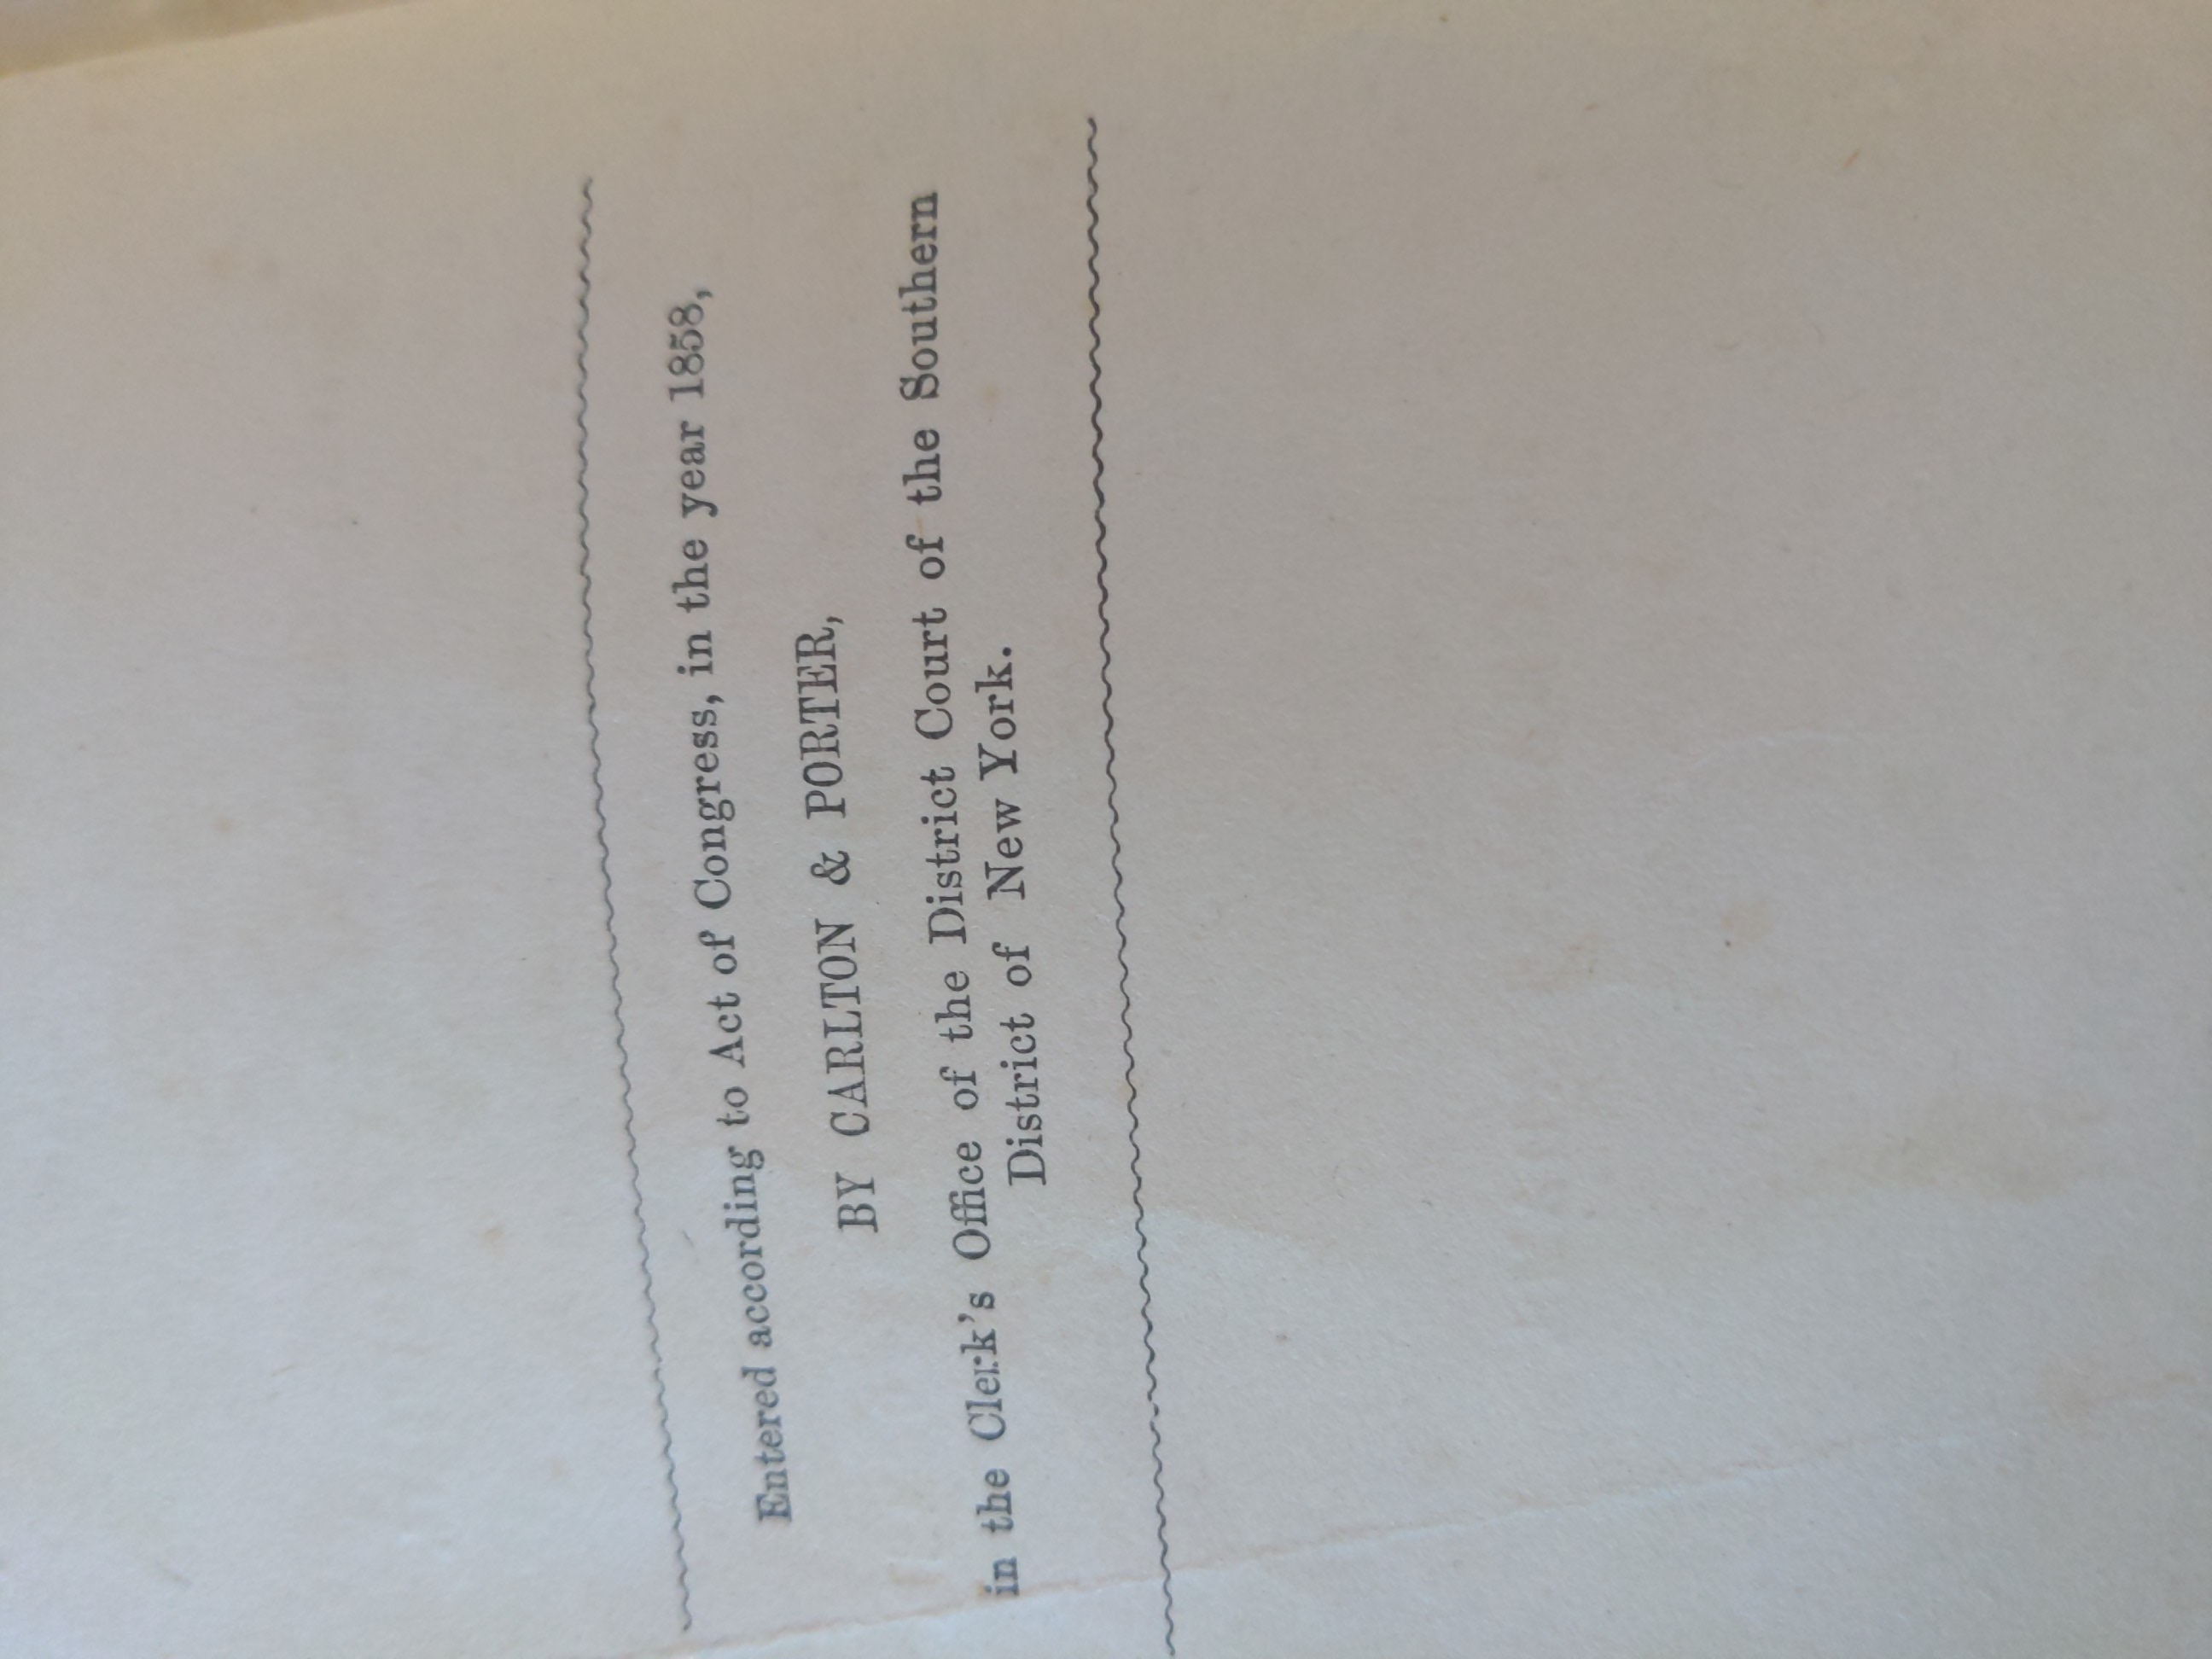 Entered according to Act of Congress, in the year 1858,
BY CARLTON & PORTER,
in the Clerk's Office of the District Court of the Southern
District of New York.